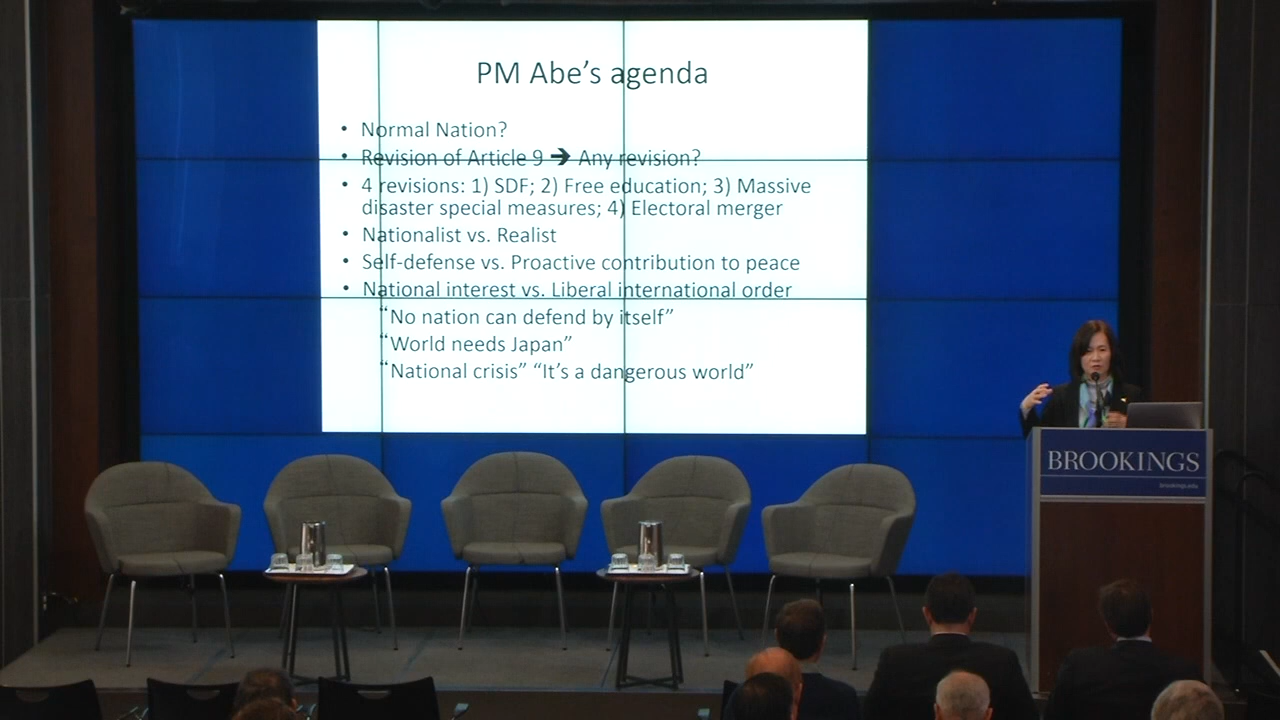 PM Abe's agenda
• Normal Nation?
• Revision of Article 9 ➔ Any revision?
• 4 revisions: 1) SDF; 2) Free education; 3) Massive
disaster special measures; 4) Electoral merger
• Nationalist vs. Realist
• Self-defense vs. Proactive contribution to peace
• National interest vs. Liberal international order
“No nation can defend by itself”
“World needs Japan”
“National crisis” “It’s a dangerous world”
BROOKINGS
brookings.edu